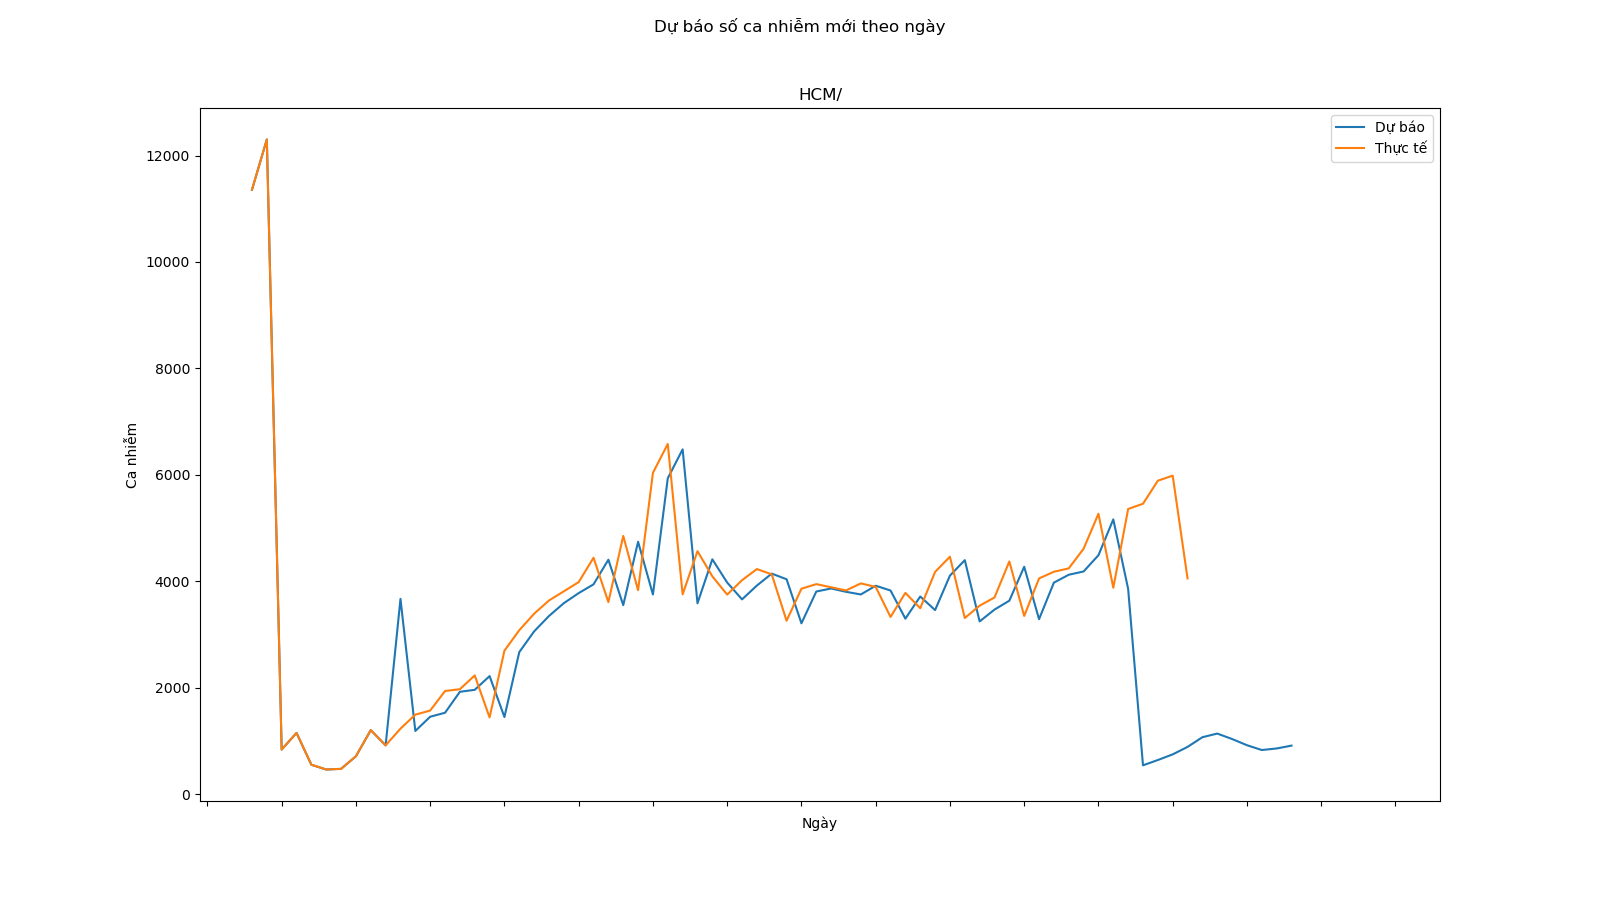 Dự báo số ca nhiễm mới theo ngày
HCM/
Dự báo
Thực tế
12000
10000
8000
6000
4000
2000
0
Ca nhiễm
Ngày